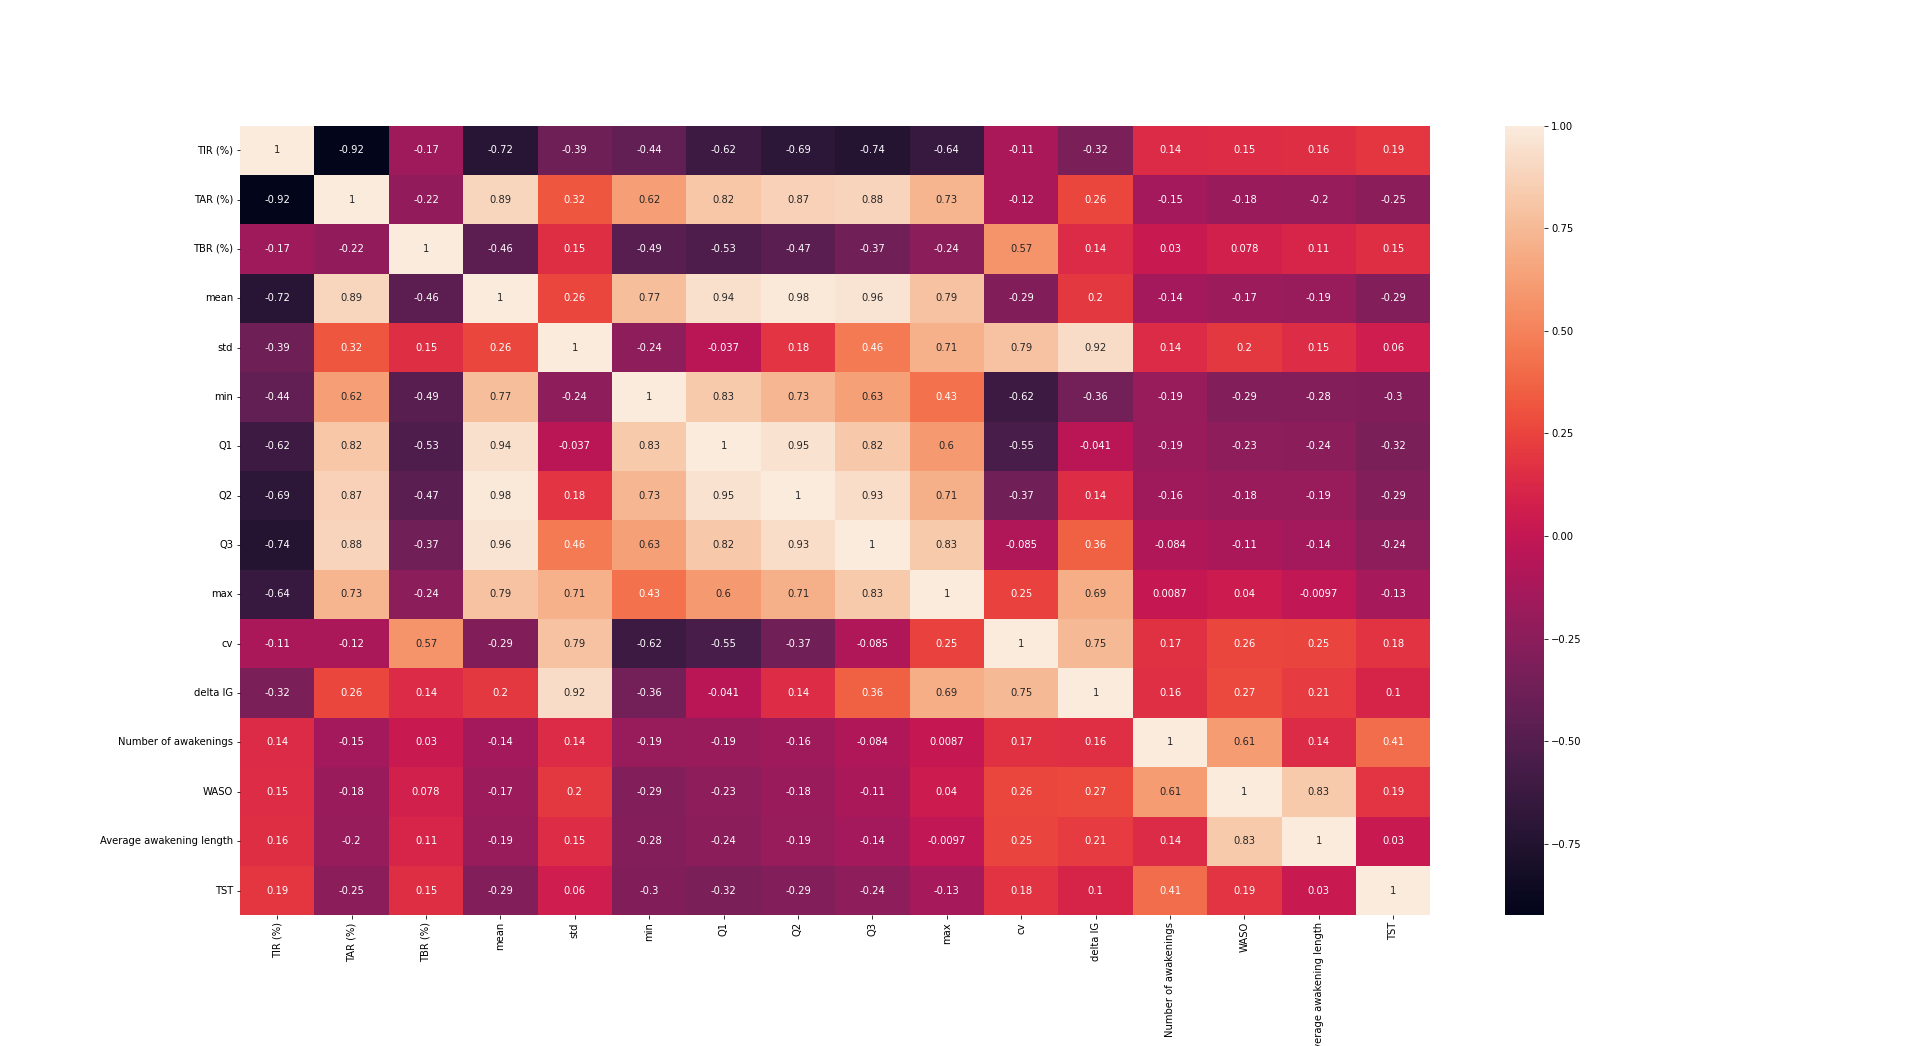 TIR (%) 1 -0.92 -0.17 -0.72 -0.39 -0.44 -0.62 -0.69 -0.74 -0.64 -0.11 -0.32 0.14 0.15 0.16 0.19
TAR (%) -0.92 1 -0.22 0.89 0.32 0.62 0.82 0.87 0.88 0.73 -0.12 0.26 -0.15 -0.18 -0.2 -0.25
TBR (%) -0.17 -0.22 1 -0.46 0.15 -0.49 -0.53 -0.47 -0.37 -0.24 0.57 0.14 0.03 0.078 0.11 0.15
mean -0.72 0.89 -0.46 1 0.26 0.77 0.94 0.98 0.96 0.79 -0.29 0.2 -0.14 -0.17 -0.19 -0.29
std -0.39 0.32 0.15 0.26 1 -0.24 -0.037 0.18 0.46 0.71 0.79 0.92 0.14 0.2 0.15 0.06
min -0.44 0.62 -0.49 0.77 -0.24 1 0.83 0.73 0.63 0.43 -0.62 -0.36 -0.19 -0.29 -0.28 -0.3
Q1 -0.62 0.82 -0.53 0.94 -0.037 0.83 1 0.95 0.82 0.6 -0.55 -0.041 -0.19 -0.23 -0.24 -0.32
Q2 -0.69 0.87 -0.47 0.98 0.18 0.73 0.95 1 0.93 0.71 -0.37 0.14 -0.16 -0.18 -0.19 -0.29
Q3 -0.74 0.88 -0.37 0.96 0.46 0.63 0.82 0.93 1 0.83 -0.085 0.36 -0.084 -0.11 -0.14 -0.24
max -0.64 0.73 -0.24 0.79 0.71 0.43 0.6 0.71 0.83 1 0.25 0.69 0.0087 0.04 -0.0097 -0.13
cv -0.11 -0.12 0.57 -0.29 0.79 -0.62 -0.55 -0.37 -0.085 0.25 1 0.75 0.17 0.26 0.25 0.18
delta IG -0.32 0.26 0.14 0.2 0.92 -0.36 -0.041 0.14 0.36 0.69 0.75 1 0.16 0.27 0.21 0.1
Number of awakenings 0.14 -0.15 0.03 -0.14 0.14 -0.19 -0.19 -0.16 -0.084 0.0087 0.17 0.16 1 0.61 0.14 0.41
WASO 0.15 -0.18 0.078 -0.17 0.2 -0.29 -0.23 -0.18 -0.11 0.04 0.26 0.27 0.61 1 0.83 0.19
Average awakening length 0.16 -0.2 0.11 -0.19 0.15 -0.28 -0.24 -0.19 -0.14 -0.0097 0.25 0.21 0.14 0.83 1 0.03
TST 0.19 -0.25 0.15 -0.29 0.06 -0.3 -0.32 -0.29 -0.24 -0.13 0.18 0.1 0.41 0.19 0.03 1
TIR (%)
TAR (%)
TBR (%)
mean
std
min
Q1
Q2
Q3
max
cv
delta IG
Number of awakenings
WASO
verage awakening length
TST
1.00
0.75
0.50
0.25
0.00
−0.25
−0.50
−0.75